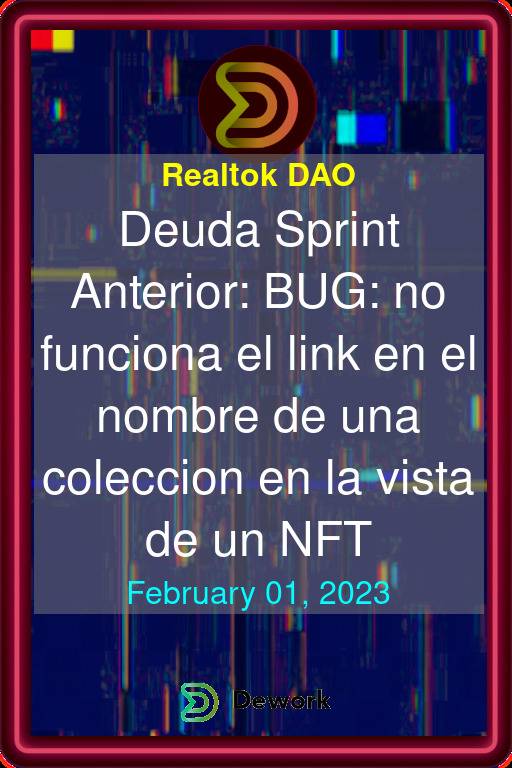 Realtok DAO
Deuda Sprint
Anterior: BUG: no
funciona el link en el
nombre de una
coleccion en la vista
de un NFT
February 01, 2023
Dework